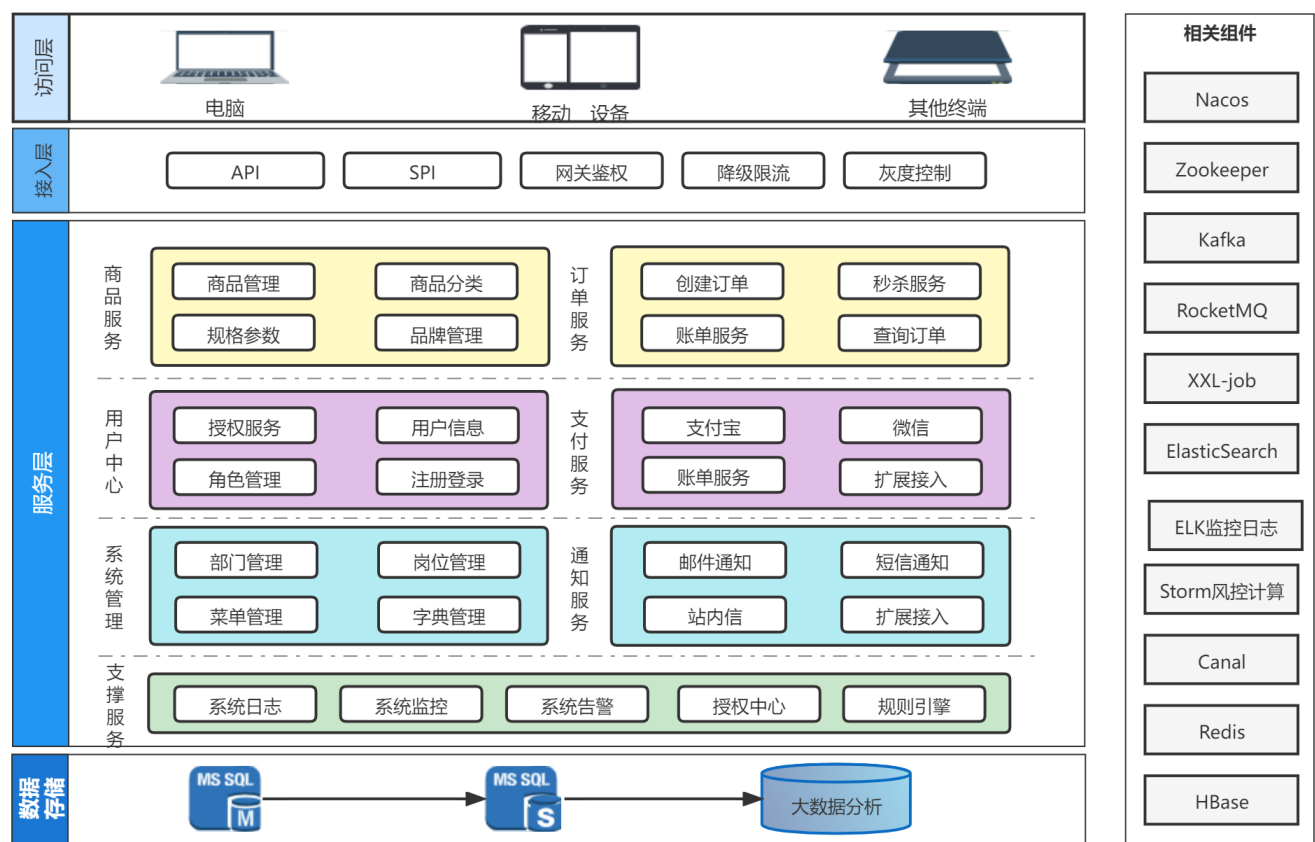 访问层
电脑
移动 设备
其他终端
接入层
API
SPI
网关鉴权
降级限流
灰度控制
服务层
商品服务
商品管理
商品分类
规格参数
品牌管理
订单服务
创建订单
秒杀服务
账单服务
查询订单
用户中心
授权服务
用户信息
角色管理
注册登录
支付服务
支付宝
微信
账单服务
扩展接入
系统管理
部门管理
岗位管理
菜单管理
字典管理
通知服务
邮件通知
短信通知
站内信
扩展接入
支撑服务
系统日志
系统监控
系统告警
授权中心
规则引擎
数据
存储
MS SQL
M
MS SQL
S
大数据分析
相关组件
Nacos
Zookeeper
Kafka
RocketMQ
XXL-job
ElasticSearch
ELK监控日志
Storm风控计算
Canal
Redis
HBase